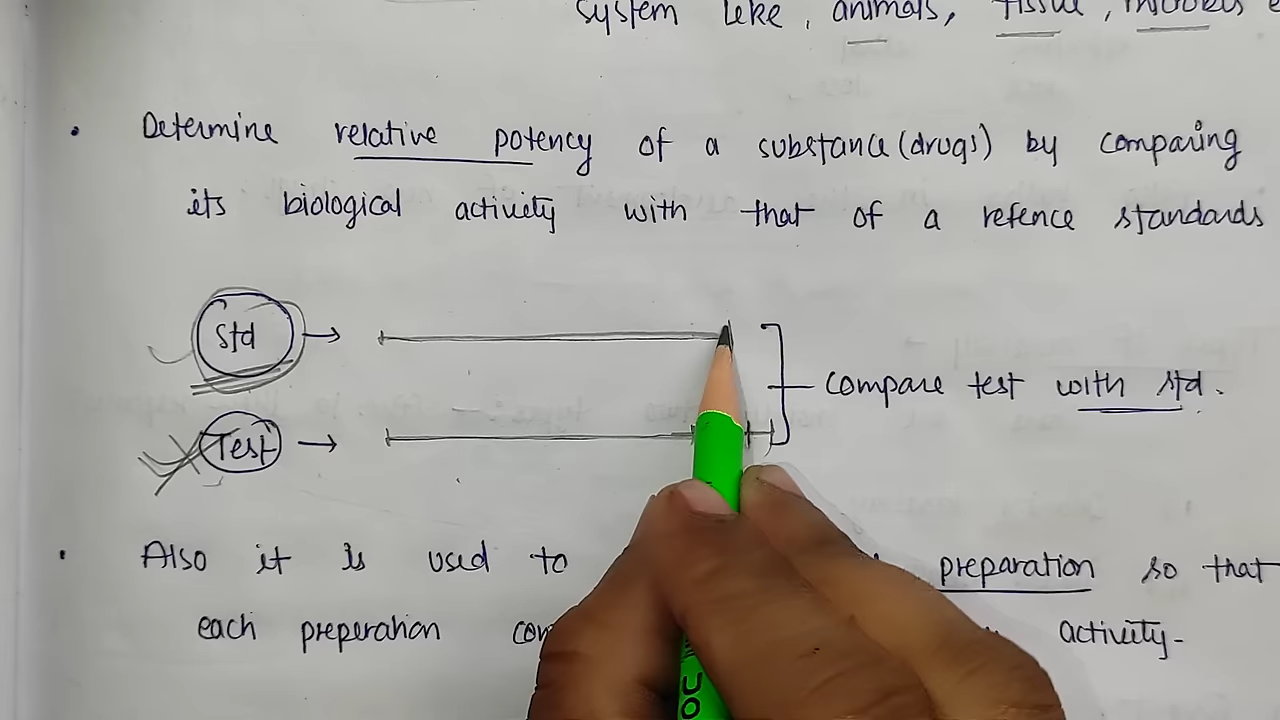 system like, animals, tissue,
• Determine relative potency of a substance (drugs) by comparing
its biological activity with that of a refence standards
Std →
compare test with std.
Test →
• Also it is used to preparation so that
each preperation activity-
UO